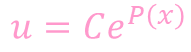 u = Ce^{P(x)}